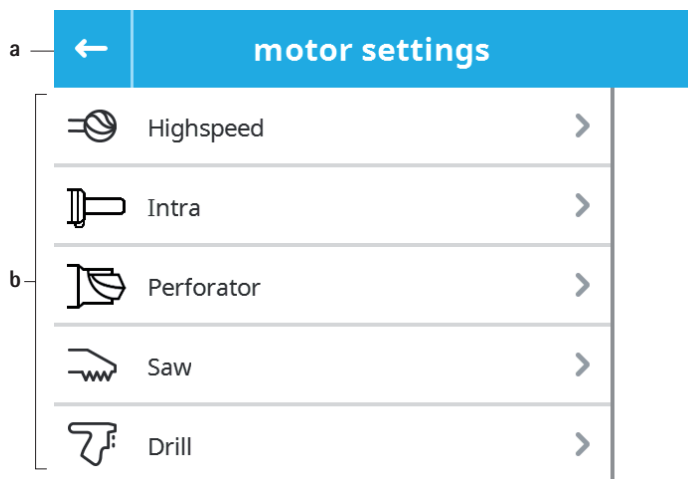 a
motor settings
Highspeed
Intra
b
Perforator
Saw
Drill